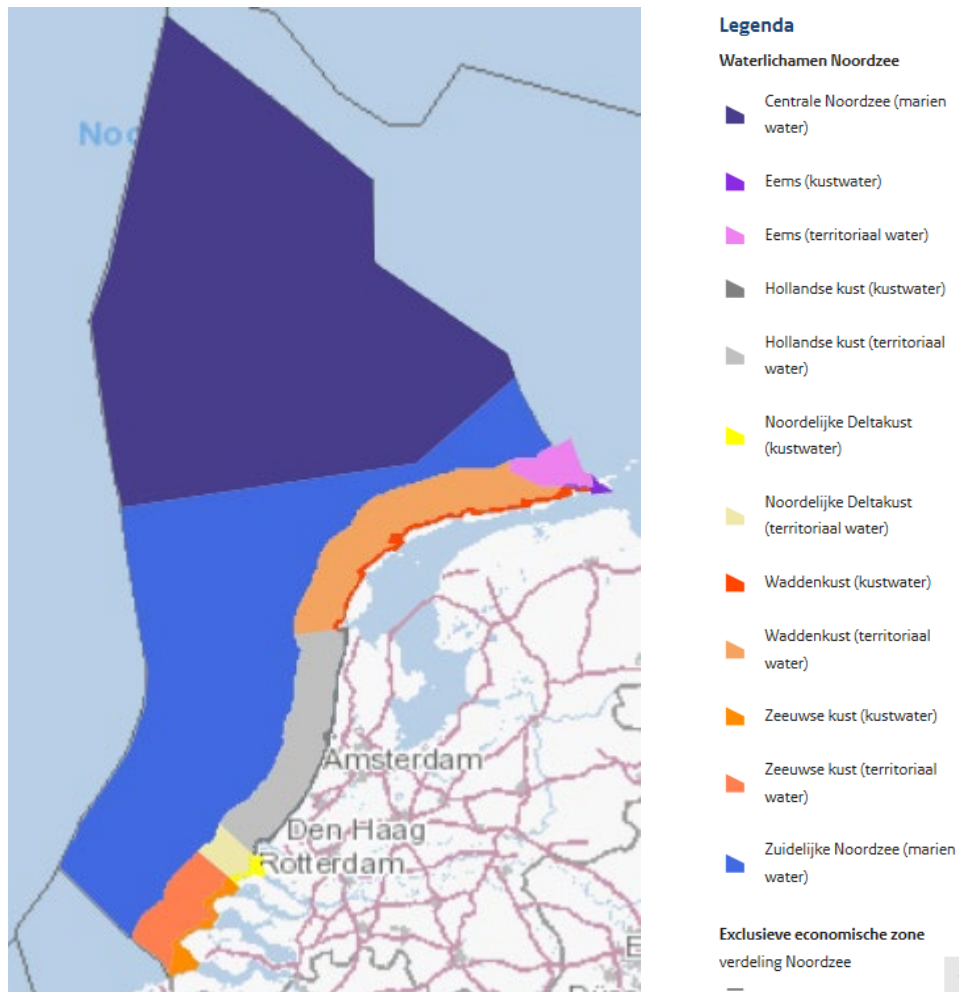 Noo
Amsterdam
Den Haag
Rotterdam
E
Legenda
Waterlichamen Noordzee
Centrale Noordzee (marien
water)
Eems (kustwater)
Eems (territoriaal water)
Hollandse kust (kustwater)
Hollandse kust (territoriaal
water)
Noordelijke Deltakust
(kustwater)
Noordelijke Deltakust
(territoriaal water)
Waddenkust (kustwater)
Waddenkust (territoriaal
water)
Zeeuwse kust (kustwater)
Zeeuwse kust (territoriaal
water)
Zuidelijke Noordzee (marien
water)
Exclusieve economische zone
verdeling Noordzee